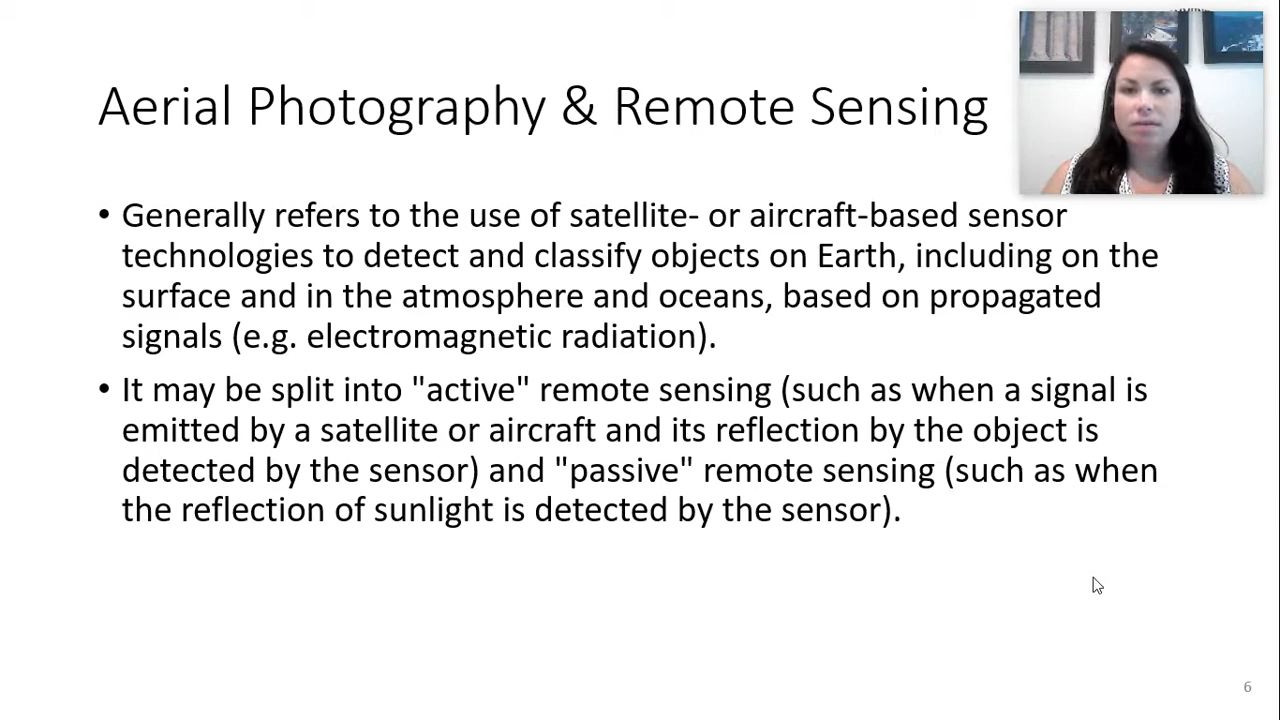 Aerial Photography & Remote Sensing
• Generally refers to the use of satellite- or aircraft-based sensor
technologies to detect and classify objects on Earth, including on the
surface and in the atmosphere and oceans, based on propagated
signals (e.g. electromagnetic radiation).
• It may be split into "active" remote sensing (such as when a signal is
emitted by a satellite or aircraft and its reflection by the object is
detected by the sensor) and "passive" remote sensing (such as when
the reflection of sunlight is detected by the sensor).
6